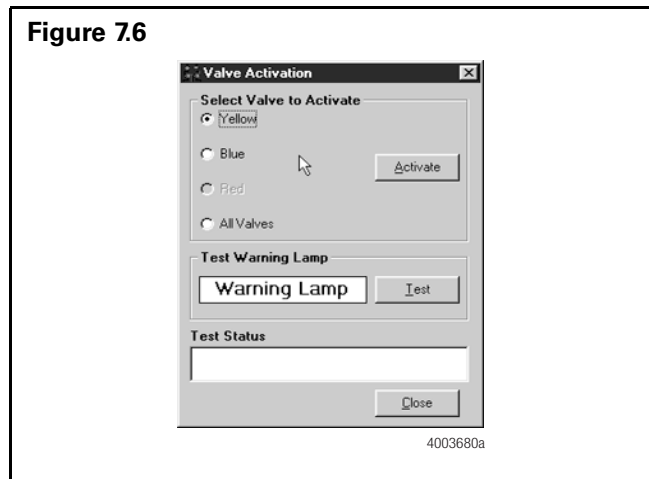 Figure 7.6
Valve Activation
Select Valve to Activate
Yellow
Blue
Activate
Red
All Valves
Test Warning Lamp
Warning Lamp
Test
Test Status
Close
4003680a